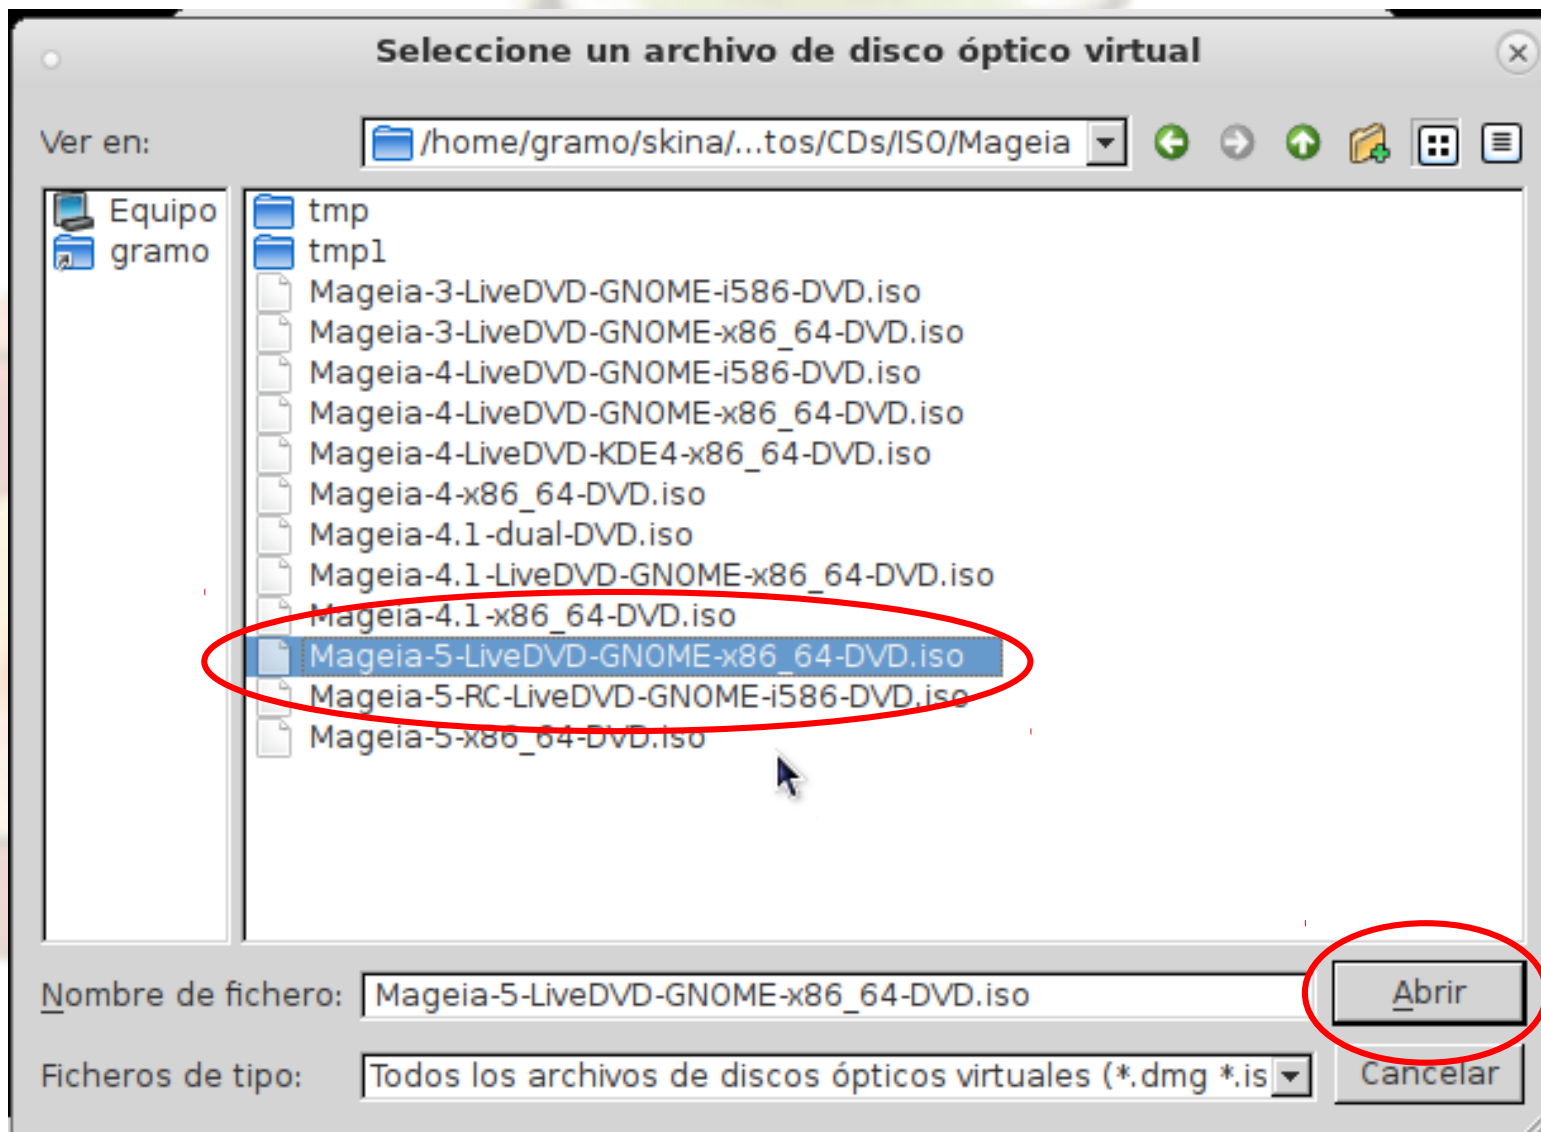 Seleccione un archivo de disco óptico virtual
Ver en:
/home/gramo/skina/...tos/CDs/ISO/Mageia
Equipo
gramo
tmp
tmp1
Mageia-3-LiveDVD-GNOME-i586-DVD.iso
Mageia-3-LiveDVD-GNOME-x86_64-DVD.iso
Mageia-4-LiveDVD-GNOME-i586-DVD.iso
Mageia-4-LiveDVD-GNOME-x86_64-DVD.iso
Mageia-4-LiveDVD-KDE4-x86_64-DVD.iso
Mageia-4-x86_64-DVD.iso
Mageia-4.1-dual-DVD.iso
Mageia-4.1-LiveDVD-GNOME-x86_64-DVD.iso
Mageia-4.1-x86_64-DVD.iso
Mageia-5-LiveDVD-GNOME-x86_64-DVD.iso
Mageia-5-RC-LiveDVD-GNOME-i586-DVD.iso
Mageia-5-x86_64-DVD.iso
Nombre de fichero:
Mageia-5-LiveDVD-GNOME-x86_64-DVD.iso
Abrir
Ficheros de tipo:
Todos los archivos de discos ópticos virtuales (*.dmg *.is
Cancelar